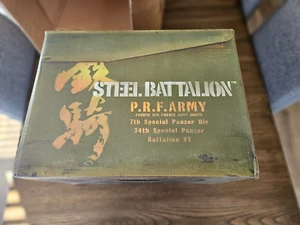 鉄騎
STEEL BATTALION™
P.R.F.ARMY
7th Special Panzer Div
34th Special Panzer
Battalion VT